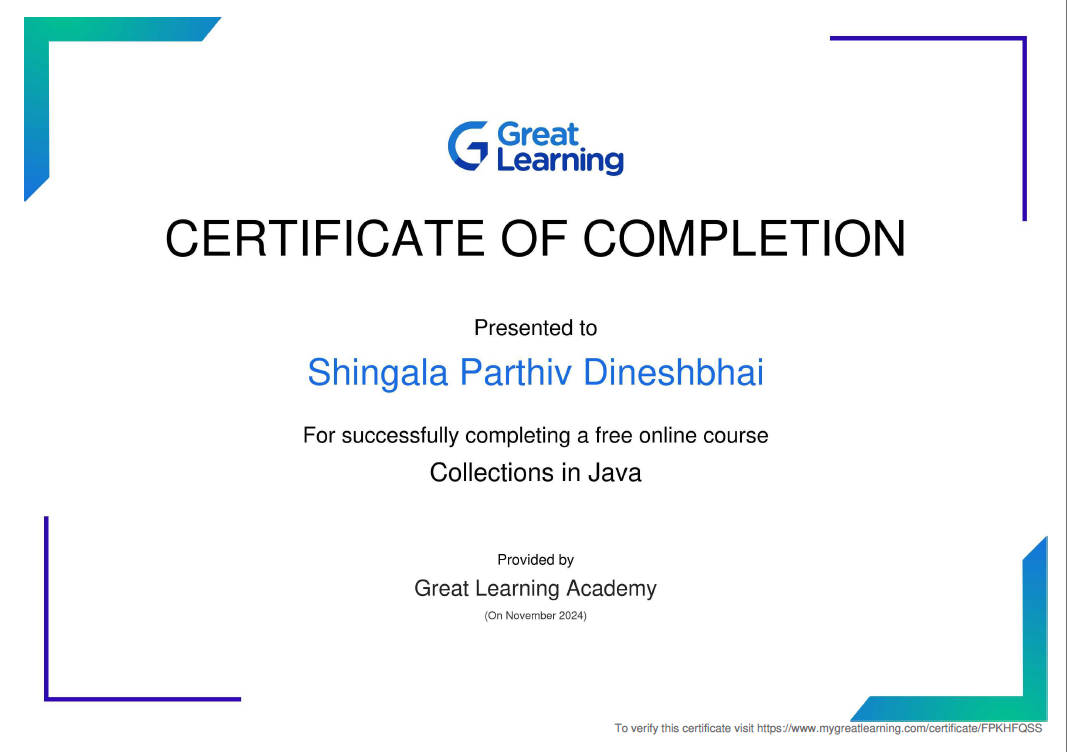 Great
Learning
CERTIFICATE OF COMPLETION
Presented to
Shingala Parthiv Dineshbhai
For successfully completing a free online course
Collections in Java
Provided by
Great Learning Academy
(On November 2024)
To verify this certificate visit https://www.mygreatlearning.com/certificate/FPKHFQSS